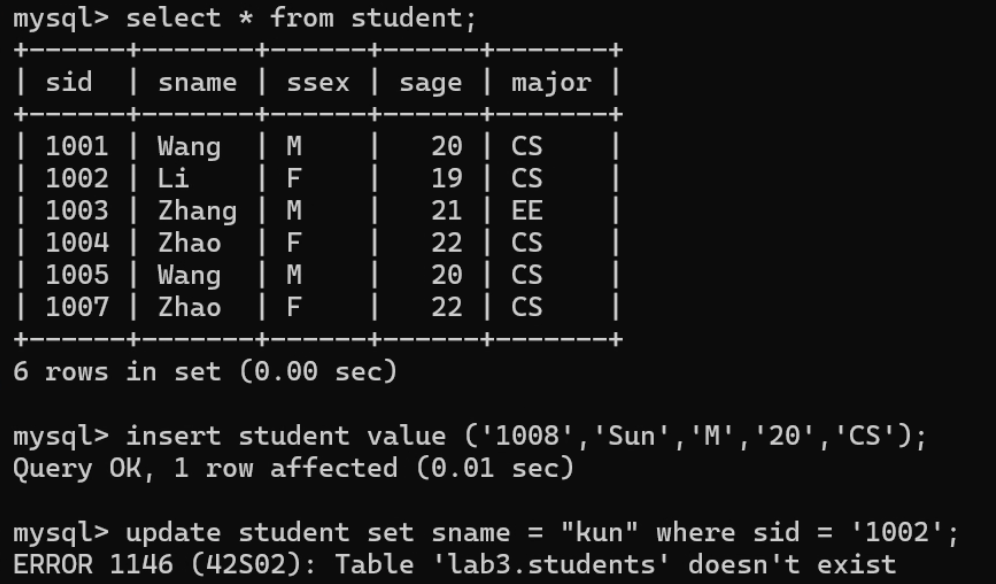 mysql> select * from student;
+------+-------+------+------+-------+
| sid  | sname | ssex | sage | major |
+------+-------+------+------+-------+
| 1001 | Wang  | M    |   20 | CS    |
| 1002 | Li    | F    |   19 | CS    |
| 1003 | Zhang | M    |   21 | EE    |
| 1004 | Zhao  | F    |   22 | CS    |
| 1005 | Wang  | M    |   20 | CS    |
| 1007 | Zhao  | F    |   22 | CS    |
+------+-------+------+------+-------+
6 rows in set (0.00 sec)
mysql> insert student value ('1008','Sun','M','20','CS');
Query OK, 1 row affected (0.01 sec)
mysql> update student set sname = "kun" where sid = '1002';
ERROR 1146 (42S02): Table 'lab3.students' doesn't exist